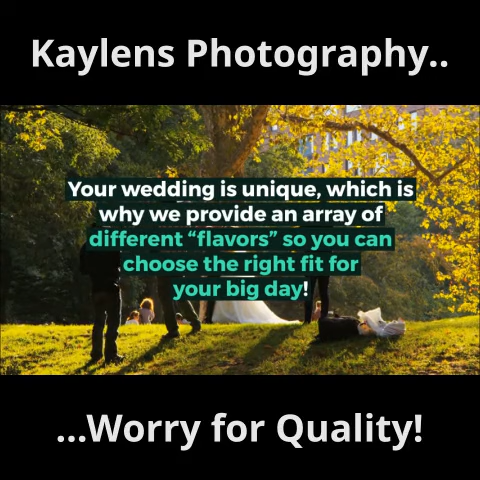 Kaylens Photography..
Your wedding is unique, which is
why we provide an array of
different “flavors” so you can
choose the right fit for
your big day!
...Worry for Quality!